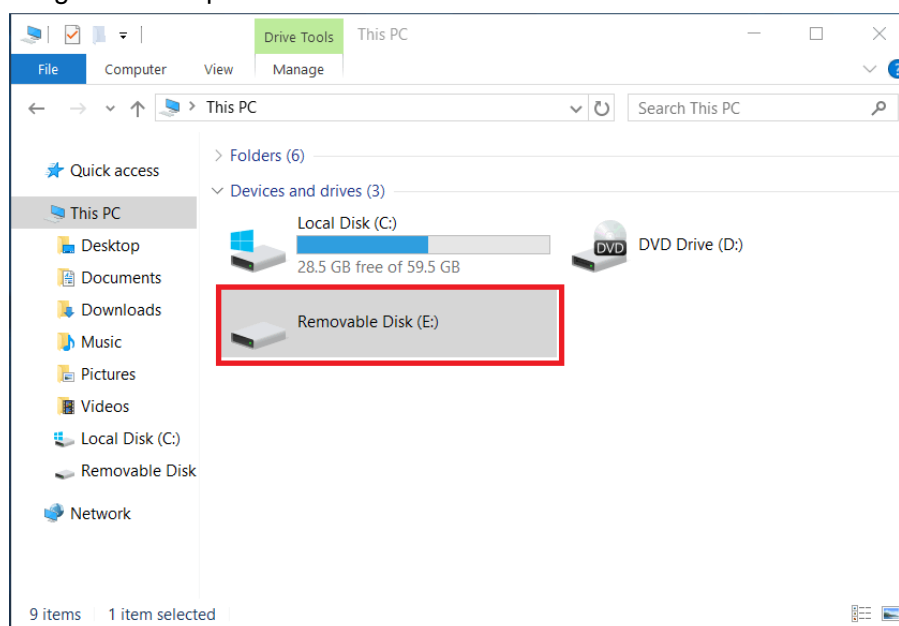 Drive Tools This PC
File Computer View Manage
This PC Search This PC
Quick access
This PC
Desktop
Documents
Downloads
Music
Pictures
Videos
Local Disk (C:)
Removable Disk
Network
Folders (6)
Devices and drives (3)
Local Disk (C:)
28.5 GB free of 59.5 GB
DVD
DVD Drive (D:)
Removable Disk (E:)
9 items 1 item selected